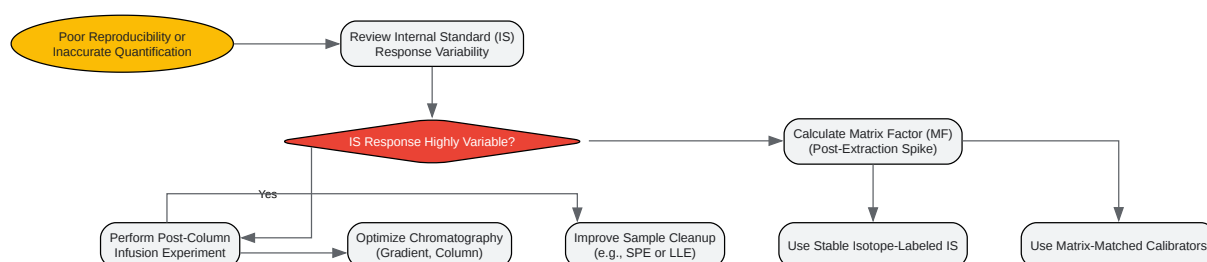 Poor Reproducibility or
Inaccurate Quantification
Review Internal Standard (IS)
Response Variability
IS Response Highly Variable?
Calculate Matrix Factor (MF)
(Post-Extraction Spike)
Yes
Perform Post-Column
Infusion Experiment
Optimize Chromatography
(Gradient, Column)
Improve Sample Cleanup
(e.g., SPE or LLE)
Use Stable Isotope-Labeled IS
Use Matrix-Matched Calibrators